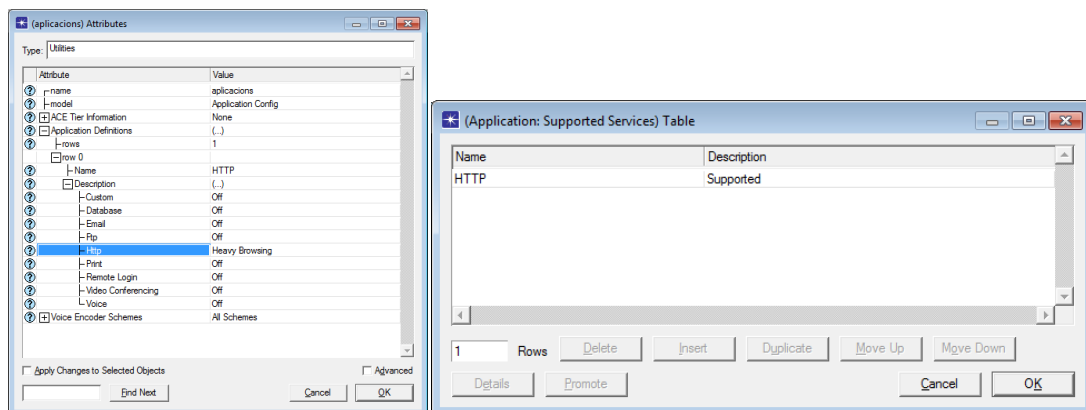 (aplicacions) Attributes
Type: Utilities
Attribute Value
name aplicacions
model Application Config
ACE Tier Information None
Application Definitions (...)
rows 1
row 0
Name HTTP
Description (...)
Custom Off
Database Off
Email Off
Ftp Off
Http Heavy Browsing
Print Off
Remote Login Off
Video Conferencing Off
Voice Off
Voice Encoder Schemes All Schemes
Apply Changes to Selected Objects Advanced
Find Next Cancel OK
(Application: Supported Services) Table
Name Description
HTTP Supported
1 Rows Delete Insert Duplicate Move Up Move Down
Details Promote Cancel OK